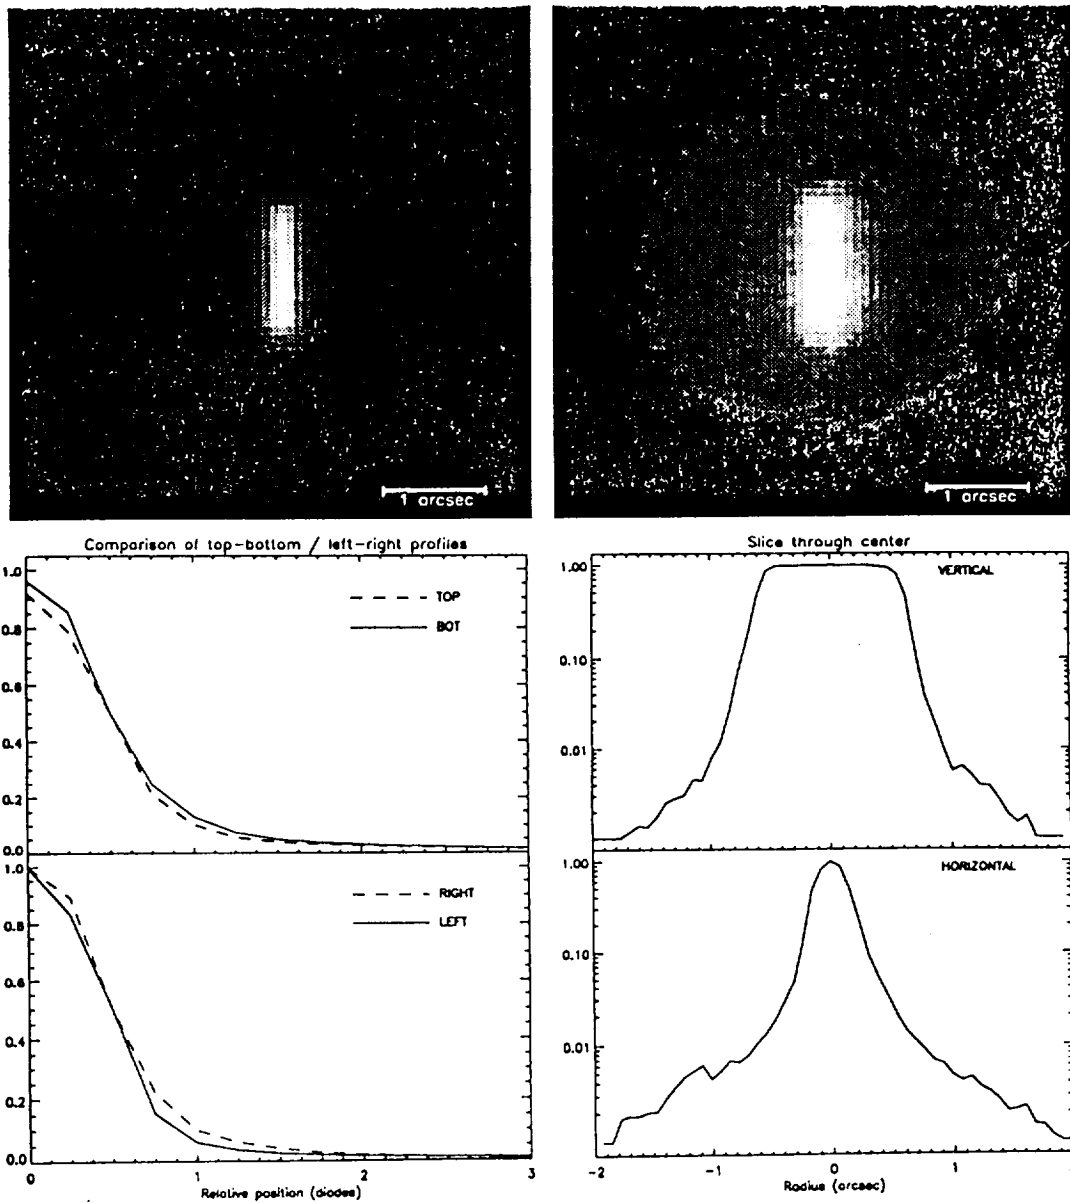 1 arcsec
1 arcsec
Comparison of top-bottom / left-right profiles
1.0
0.8
0.6
0.4
0.2
0.0
TOP
BOT
1.0
0.8
0.6
0.4
0.2
0.0
RIGHT
LEFT
0
1
2
3
Relative position (diodes)
Slice through center
1.00
0.10
0.01
VERTICAL
1.00
0.10
0.01
HORIZONTAL
-2
-1
0
1
Radius (arcsec)